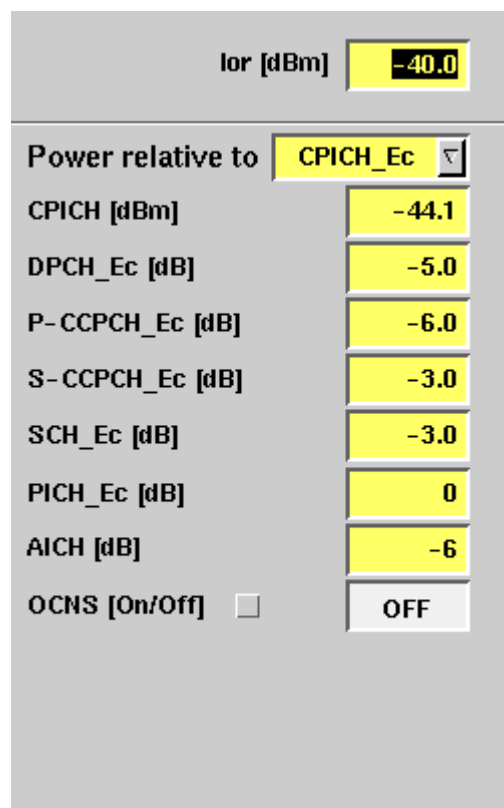 Ior [dBm] -40.0
Power relative to CPICH_Ec
CPICH [dBm] -44.1
DPCH_Ec [dB] -5.0
P-CCPCH_Ec [dB] -6.0
S-CCPCH_Ec [dB] -3.0
SCH_Ec [dB] -3.0
PICH_Ec [dB] 0
AICH [dB] -6
OCNS [On/Off] OFF